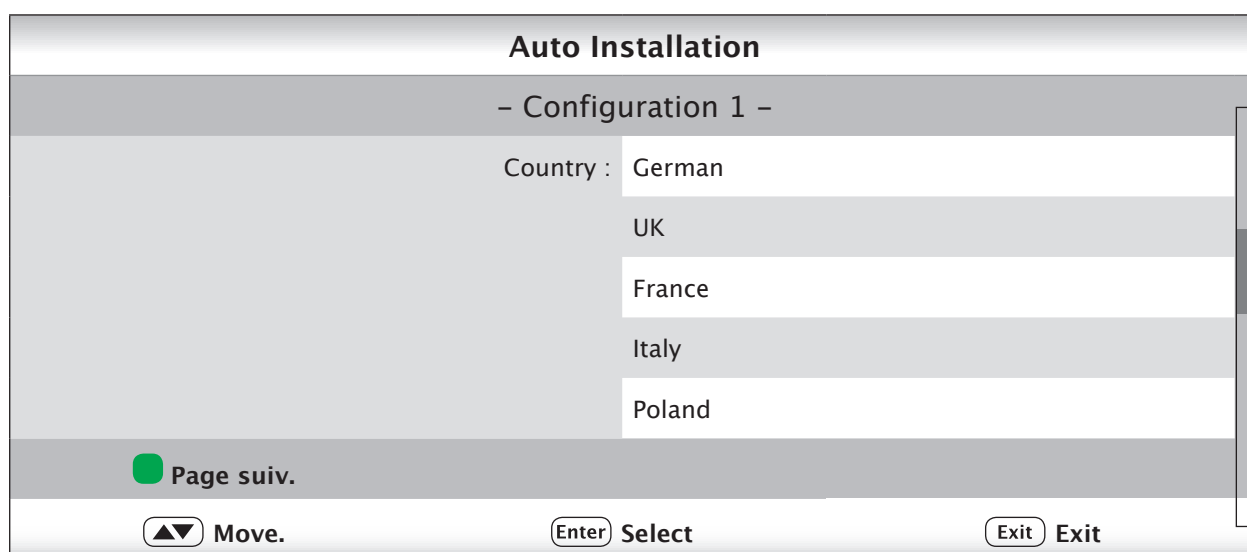 Auto Installation
– Configuration 1 –
Country : German
UK
France
Italy
Poland
Page suiv.
▲▼ Move. Enter Select Exit Exit